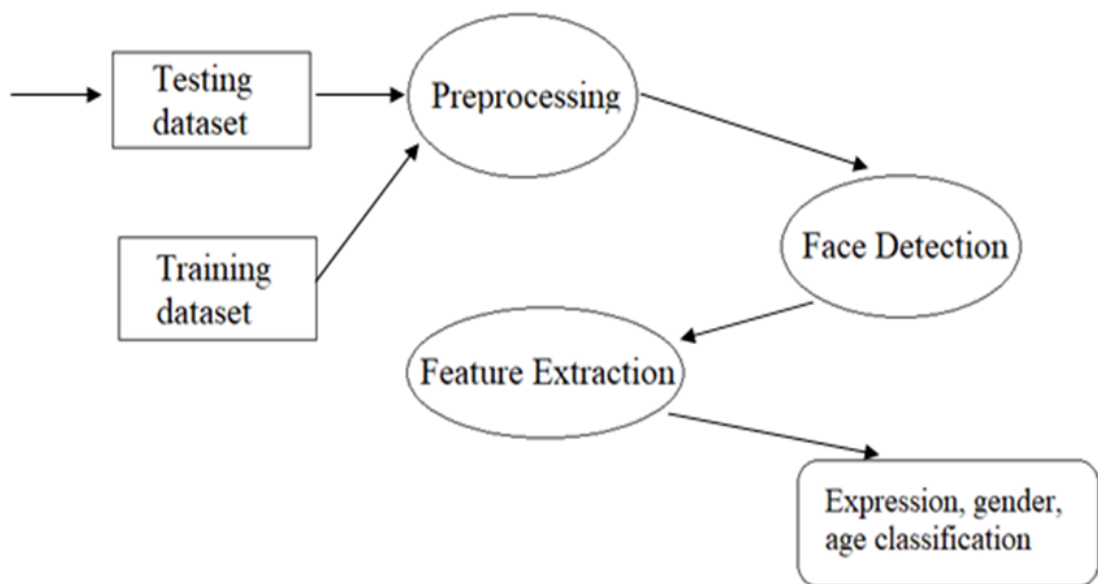 Testing
dataset
Preprocessing
Training
dataset
Face Detection
Feature Extraction
Expression, gender,
age classification